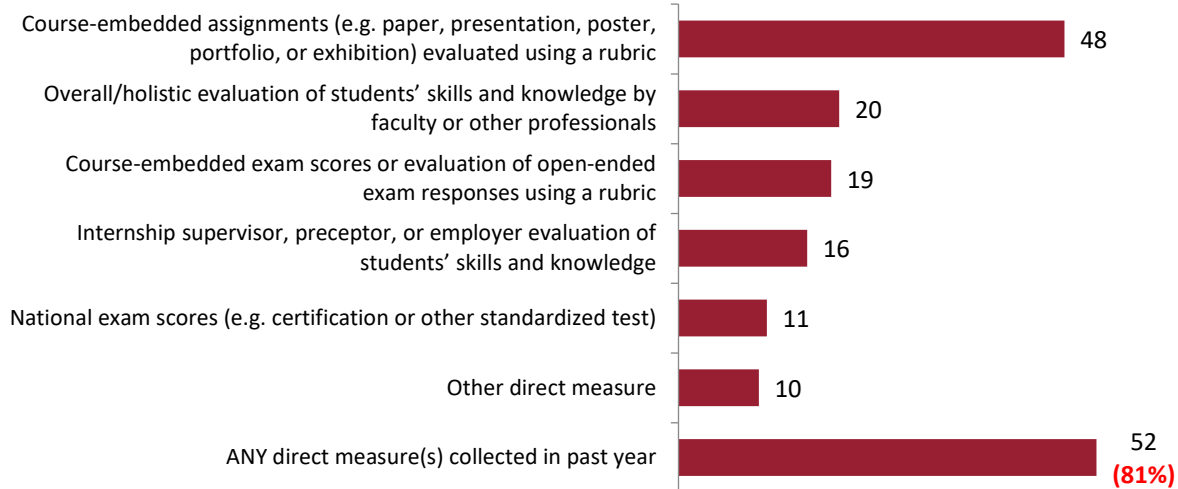 Course-embedded assignments (e.g. paper, presentation, poster,
portfolio, or exhibition) evaluated using a rubric
48
Overall/holistic evaluation of students’ skills and knowledge by
faculty or other professionals
20
Course-embedded exam scores or evaluation of open-ended
exam responses using a rubric
19
Internship supervisor, preceptor, or employer evaluation of
students’ skills and knowledge
16
National exam scores (e.g. certification or other standardized test)
11
Other direct measure
10
ANY direct measure(s) collected in past year
52
(81%)